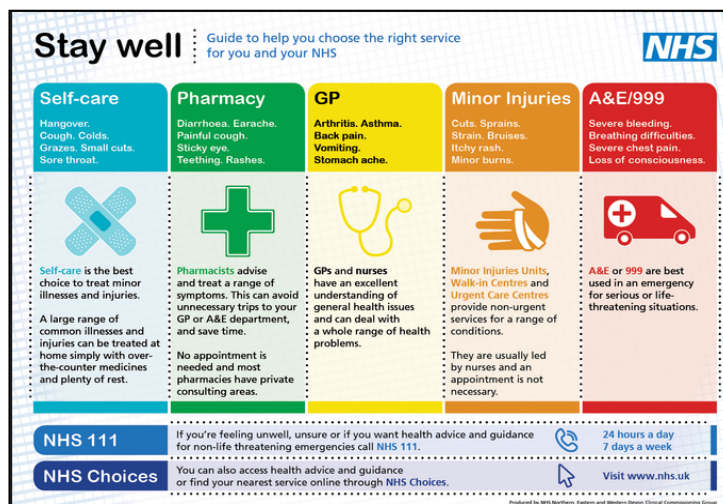 Stay well
Guide to help you choose the right service
for you and your NHS
NHS
Self-care
Hangover.
Cough. Colds.
Grazes. Small cuts.
Sore throat.
Self-care is the best
choice to treat minor
illnesses and injuries.
A large range of
common illnesses and
injuries can be treated at
home simply with over-
the-counter medicines
and plenty of rest.
Pharmacy
Diarrhoea. Earache.
Painful cough.
Sticky eye.
Teething. Rashes.
Pharmacists advise
and treat a range of
symptoms. This can avoid
unnecessary trips to your
GP or A&E department,
and save time.
No appointment is
needed and most
pharmacies have private
consulting areas.
GP
Arthritis. Asthma.
Back pain.
Vomiting.
Stomach ache.
GPs and nurses
have an excellent
understanding of
general health issues
and can deal with
a whole range of health
problems.
Minor Injuries
Cuts. Sprains.
Strain. Bruises.
Itchy rash.
Minor burns.
Minor Injuries Units,
Walk-in Centres and
Urgent Care Centres
provide non-urgent
services for a range of
conditions.
They are usually led
by nurses and an
appointment is not
necessary.
A&E/999
Severe bleeding.
Breathing difficulties.
Severe chest pain.
Loss of consciousness.
A&E or 999 are best
used in an emergency
for serious or life-
threatening situations.
NHS 111
If you're feeling unwell, unsure or if you want health advice and guidance
for non-life threatening emergencies call NHS 111.
24 hours a day
7 days a week
NHS Choices
You can also access health advice and guidance
or find your nearest service online through NHS Choices.
Visit www.nhs.uk
Produced by NHS Northern, Eastern and Western Devon Clinical Commissioning Group